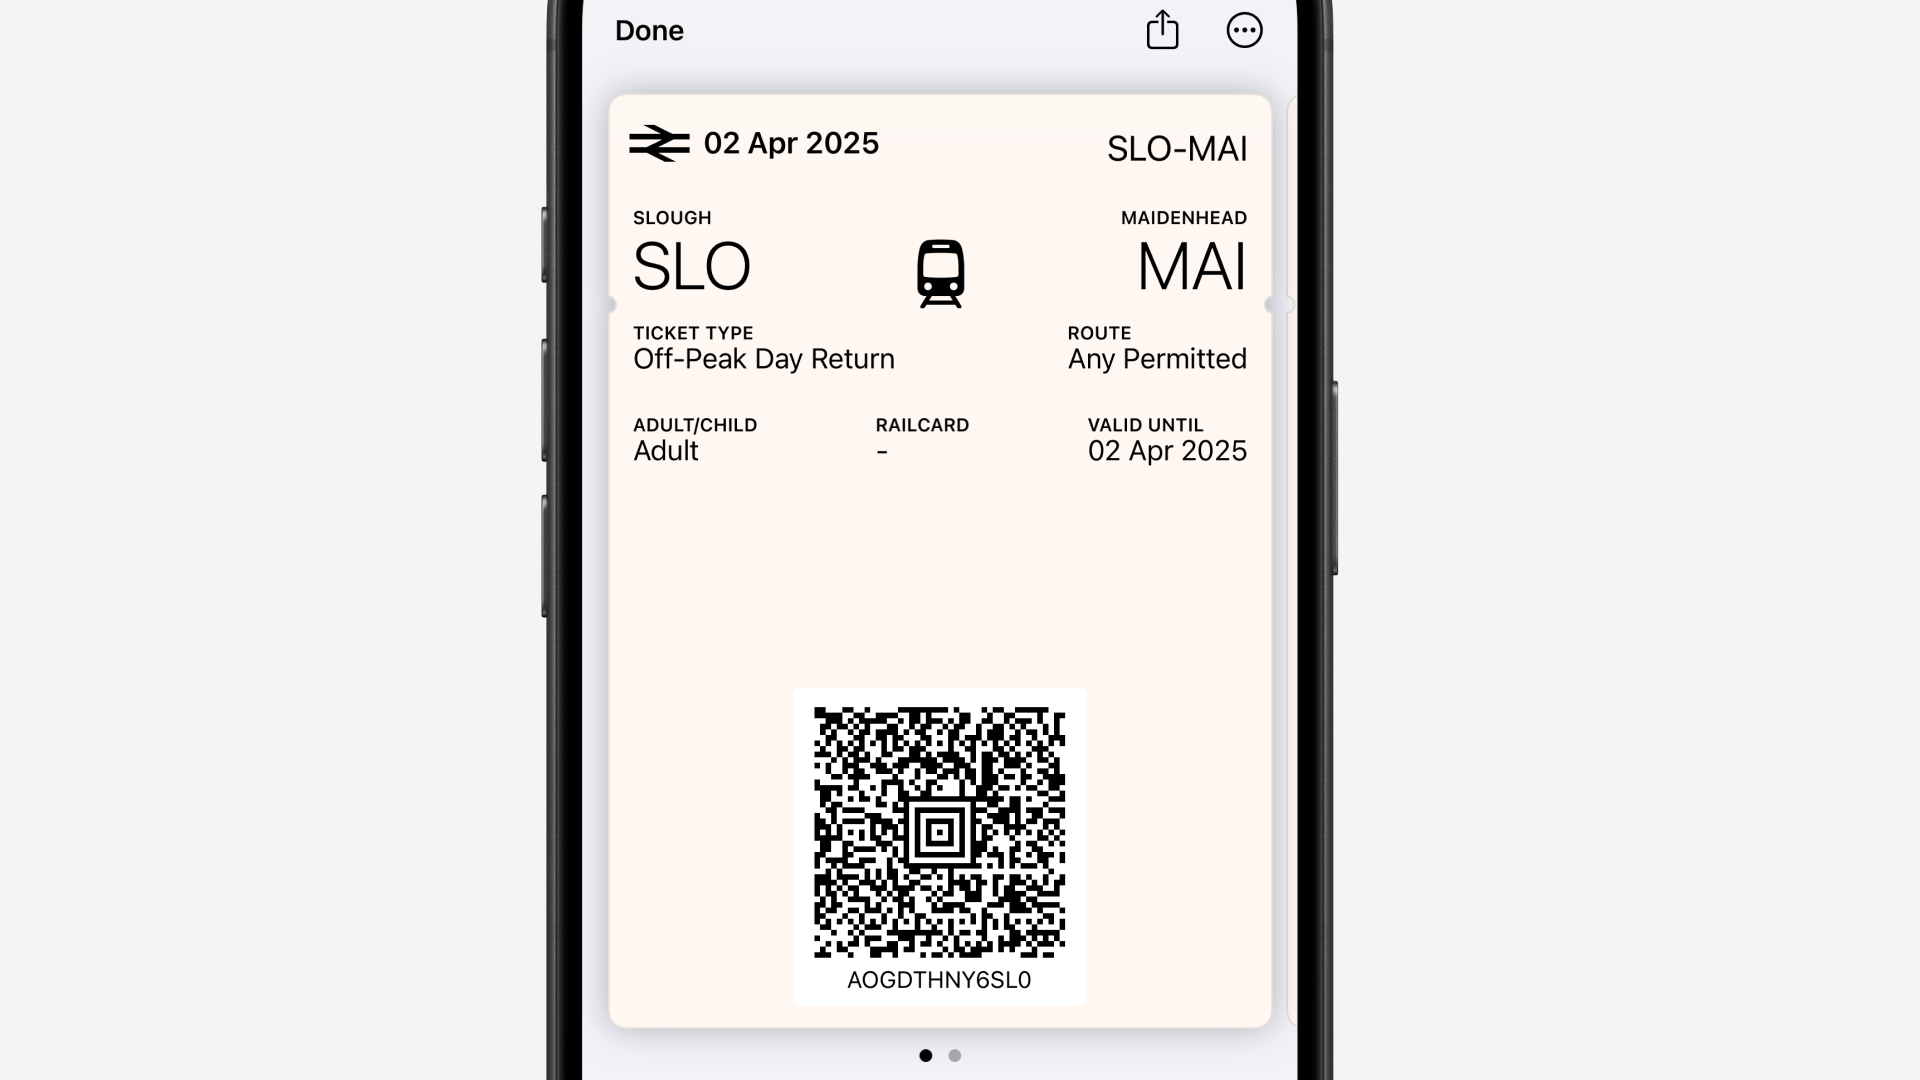 Done
02 Apr 2025
SLO-MAI
SLOUGH
MAIDENHEAD
SLO
MAI
TICKET TYPE
ROUTE
Off-Peak Day Return
Any Permitted
ADULT/CHILD
RAILCARD
VALID UNTIL
Adult
-
02 Apr 2025
AOGDTHNY6SL0